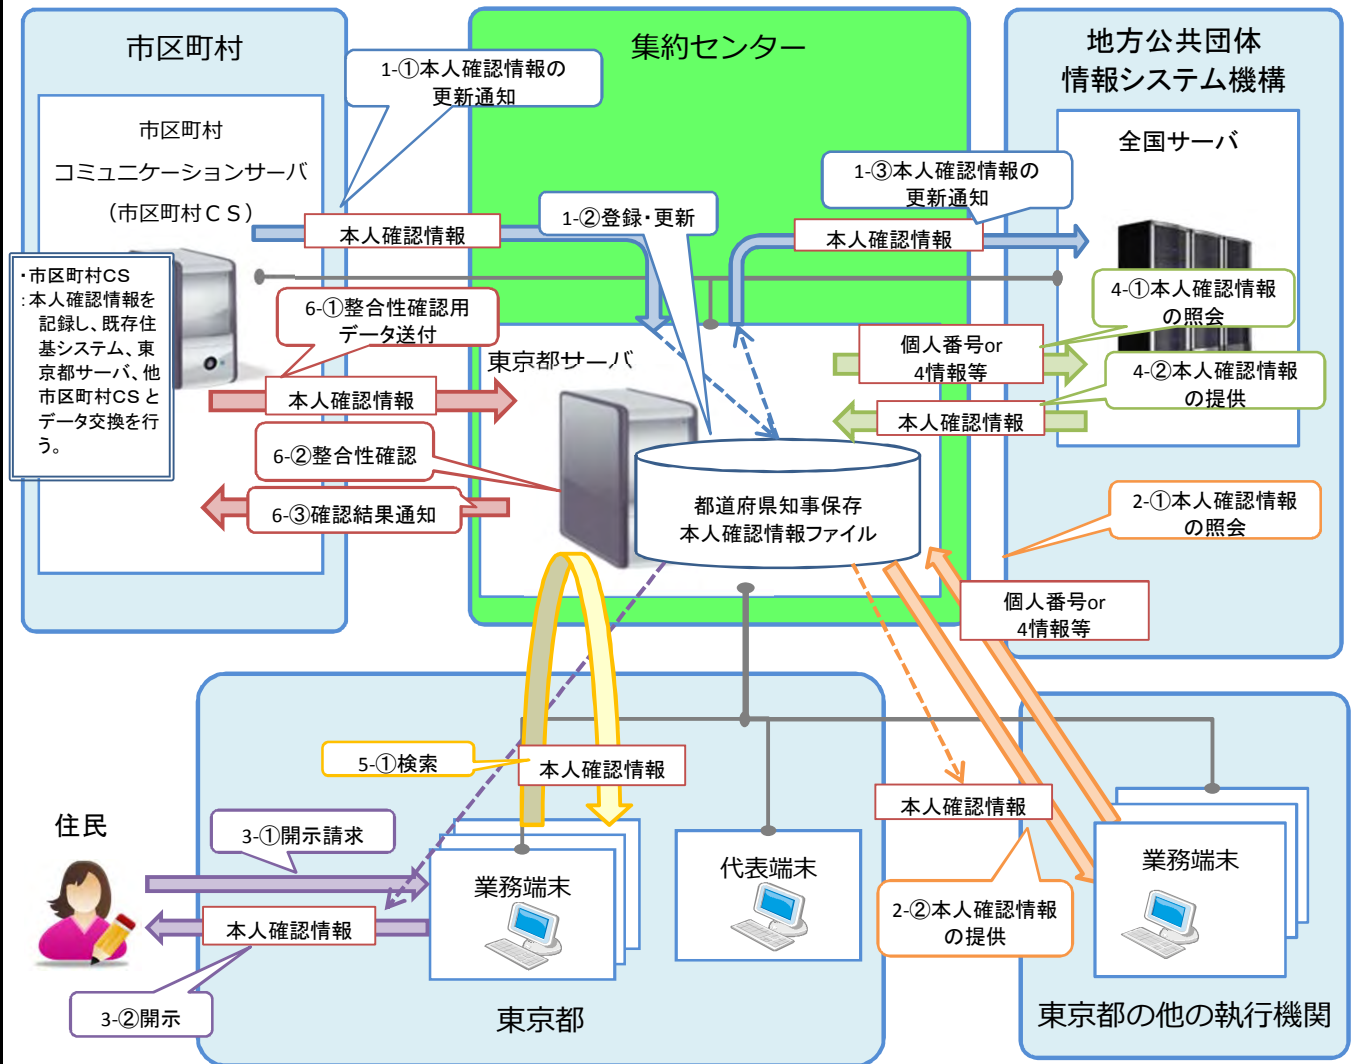 市区町村
集約センター
地方公共団体
情報システム機構
1-①本人確認情報の
更新通知
市区町村
コミュニケーションサーバ
（市区町村ＣＳ）
全国サーバ
1-③本人確認情報の
更新通知
1-②登録・更新
本人確認情報
本人確認情報
・市区町村CS
：本人確認情報を
記録し、既存住
基システム、東
京都サーバ、他
市区町村CSと
データ交換を行
う。
6-①整合性確認用
データ送付
4-①本人確認情報
の照会
東京都サーバ
個人番号or
4情報等
本人確認情報
4-②本人確認情報
の提供
本人確認情報
6-②整合性確認
6-③確認結果通知
都道府県知事保存
本人確認情報ファイル
2-①本人確認情報
の照会
個人番号or
4情報等
5-①検索
本人確認情報
本人確認情報
住民
3-①開示請求
業務端末
代表端末
業務端末
本人確認情報
2-②本人確認情報
の提供
3-②開示
東京都
東京都の他の執行機関